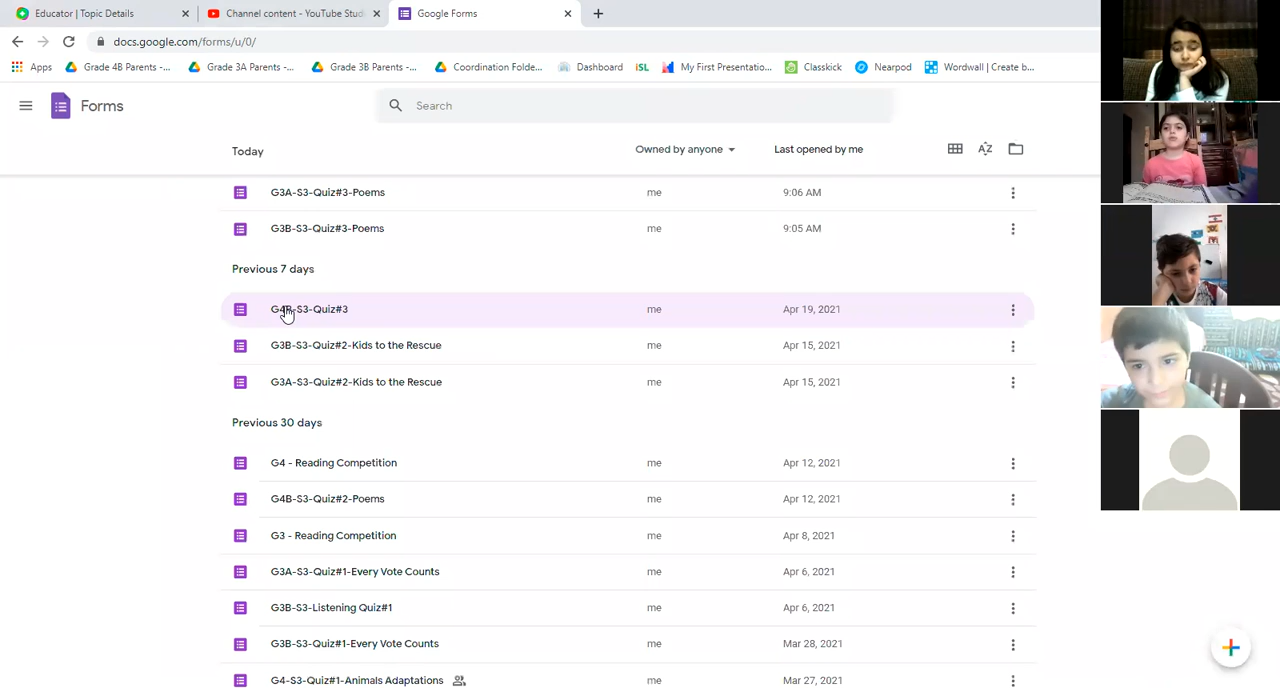 Educator | Topic Details
Channel content - YouTube Stud
Google Forms
docs.google.com/forms/u/0/
Apps
Grade 4B Parents -...
Grade 3A Parents -...
Grade 3B Parents -...
Coordination Folde...
Dashboard
ISL
My First Presentatio...
Classkick
Nearpod
Wordwall | Create b...
Forms
Search
Today
Owned by anyone
Last opened by me
AZ
G3A-S3-Quiz#3-Poems me 9:06 AM
G3B-S3-Quiz#3-Poems me 9:05 AM
Previous 7 days
G4B-S3-Quiz#3 me Apr 19, 2021
G3B-S3-Quiz#2-Kids to the Rescue me Apr 15, 2021
G3A-S3-Quiz#2-Kids to the Rescue me Apr 15, 2021
Previous 30 days
G4 - Reading Competition me Apr 12, 2021
G4B-S3-Quiz#2-Poems me Apr 12, 2021
G3 - Reading Competition me Apr 8, 2021
G3A-S3-Quiz#1-Every Vote Counts me Apr 6, 2021
G3B-S3-Listening Quiz#1 me Apr 6, 2021
G3B-S3-Quiz#1-Every Vote Counts me Mar 28, 2021
G4-S3-Quiz#1-Animals Adaptations me Mar 27, 2021